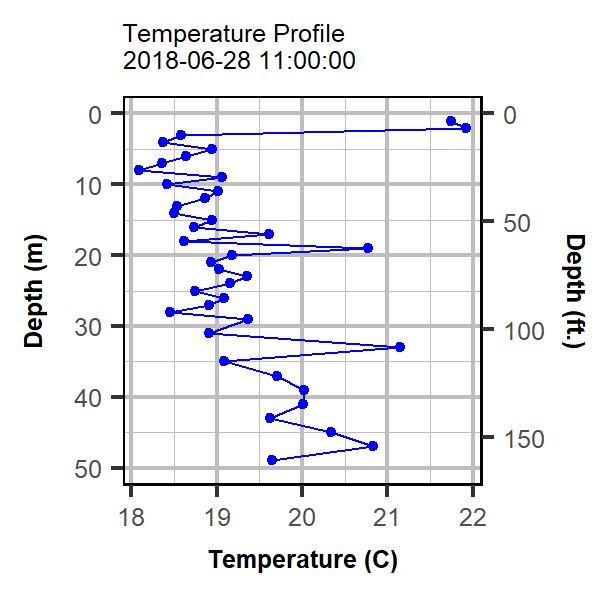 Temperature Profile
2018-06-28 11:00:00
0
10
20
30
40
50
Depth (m)
0
50
100
150
Depth (ft.)
18 19 20 21 22
Temperature (C)